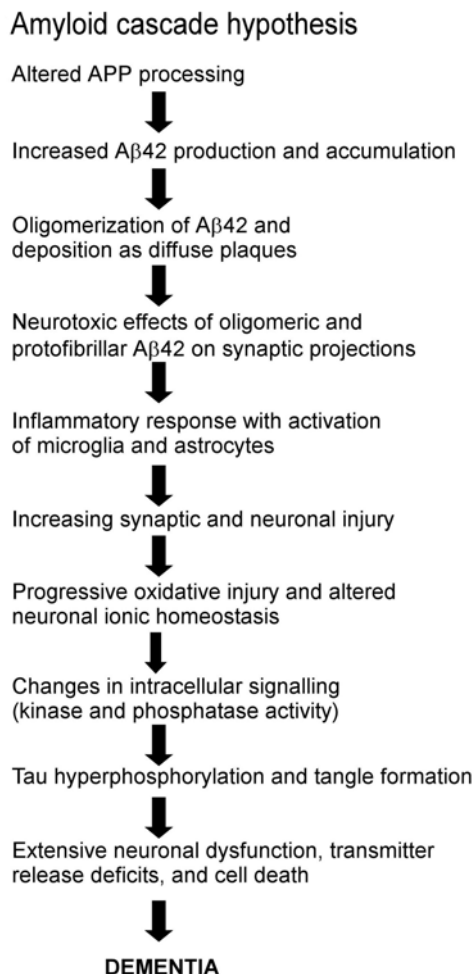 Amyloid cascade hypothesis
Altered APP processing
Increased Aβ42 production and accumulation
Oligomerization of Aβ42 and
deposition as diffuse plaques
Neurotoxic effects of oligomeric and
protofibrillar Aβ42 on synaptic projections
Inflammatory response with activation
of microglia and astrocytes
Increasing synaptic and neuronal injury
Progressive oxidative injury and altered
neuronal ionic homeostasis
Changes in intracellular signalling
(kinase and phosphatase activity)
Tau hyperphosphorylation and tangle formation
Extensive neuronal dysfunction, transmitter
release deficits, and cell death
DEMENTIA